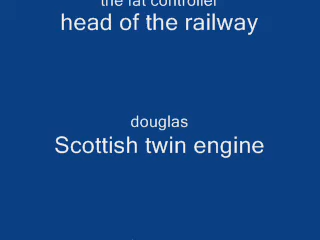 the fat controller
head of the railway
douglas
Scottish twin engine